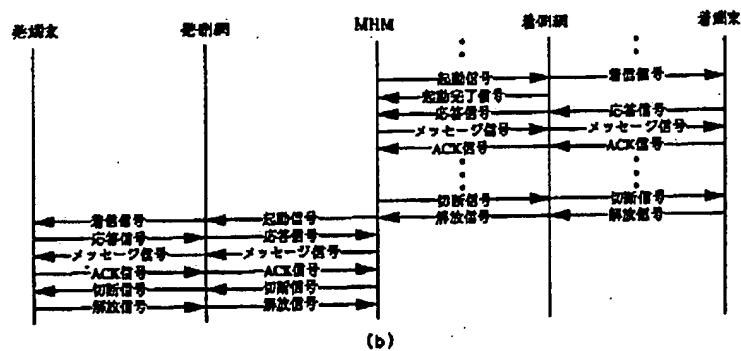 発端末 発側網 MHM 着側網 着端末
起動信号 着信信号
起動完了信号
応答信号 応答信号
メッセージ信号 メッセージ信号
ACK信号 ACK信号
切断信号 切断信号
解放信号 解放信号
着信信号 起動信号
応答信号 応答信号
メッセージ信号 メッセージ信号
ACK信号 ACK信号
切断信号 切断信号
解放信号 解放信号
(b)